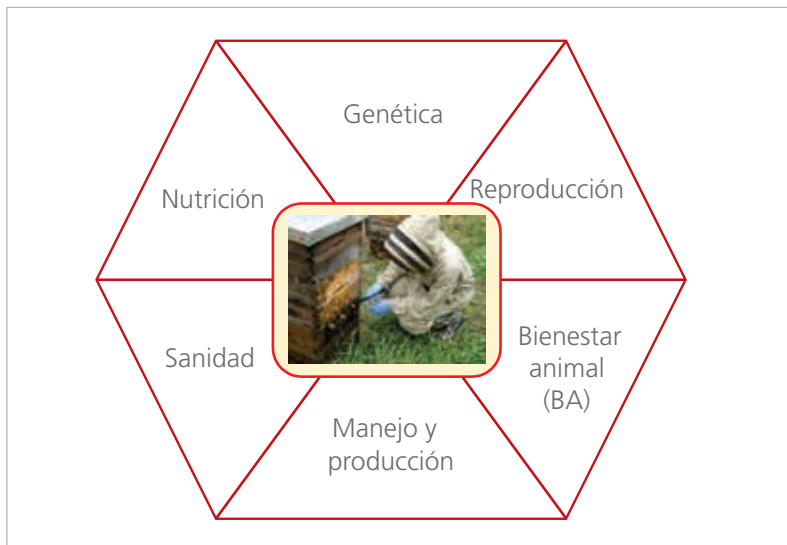 Genética
Nutrición
Reproducción
Sanidad
Bienestar
animal
(BA)
Manejo y
producción